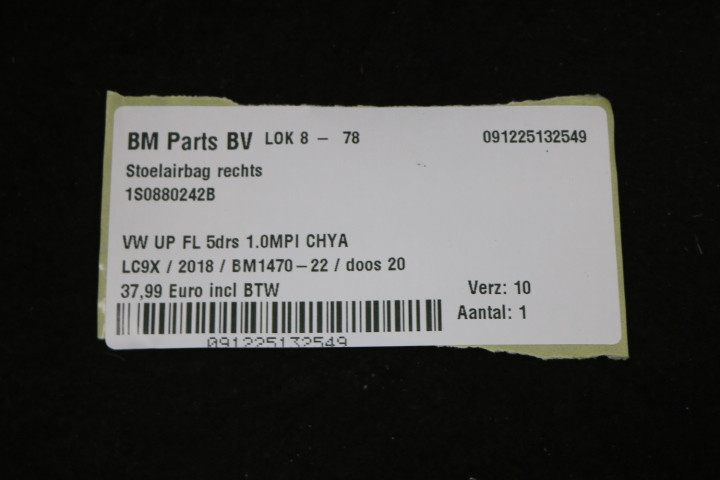 BM Parts BV LOK 8 - 78 091225132549
Stoelairbag rechts
1S0880242B
VW UP FL 5drs 1.0MPI CHYA
LC9X / 2018 / BM1470-22 / doos 20
37,99 Euro incl BTW Verz: 10
Aantal: 1
091225132549